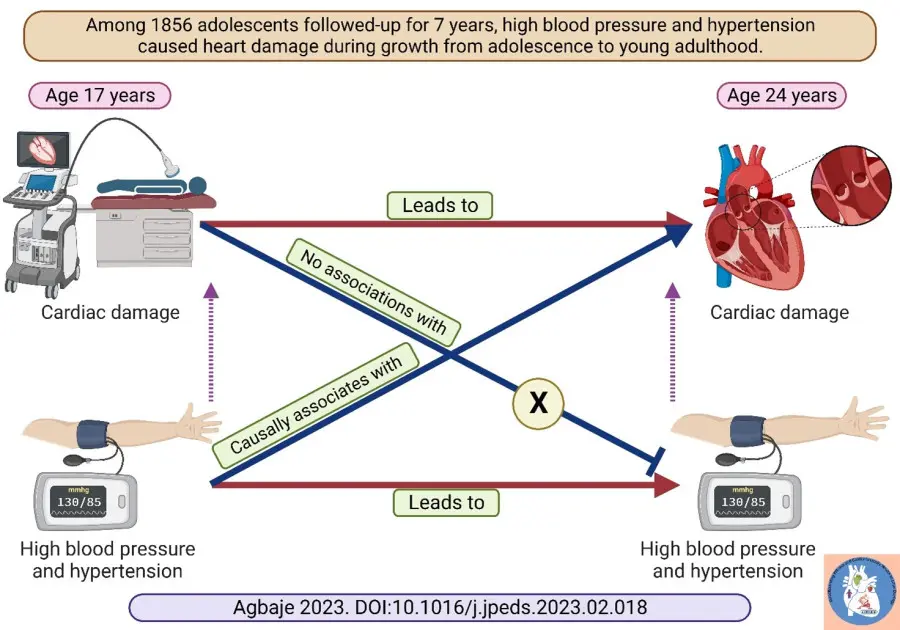 Among 1856 adolescents followed-up for 7 years, high blood pressure and hypertension
caused heart damage during growth from adolescence to young adulthood.
Age 17 years
Age 24 years
Leads to
No associations with
Cardiac damage
Cardiac damage
Causally associates with
X
mmhg
130/85
mmhg
130/85
Leads to
High blood pressure
and hypertension
High blood pressure
and hypertension
Agbaje 2023. DOI:10.1016/j.jpeds.2023.02.018